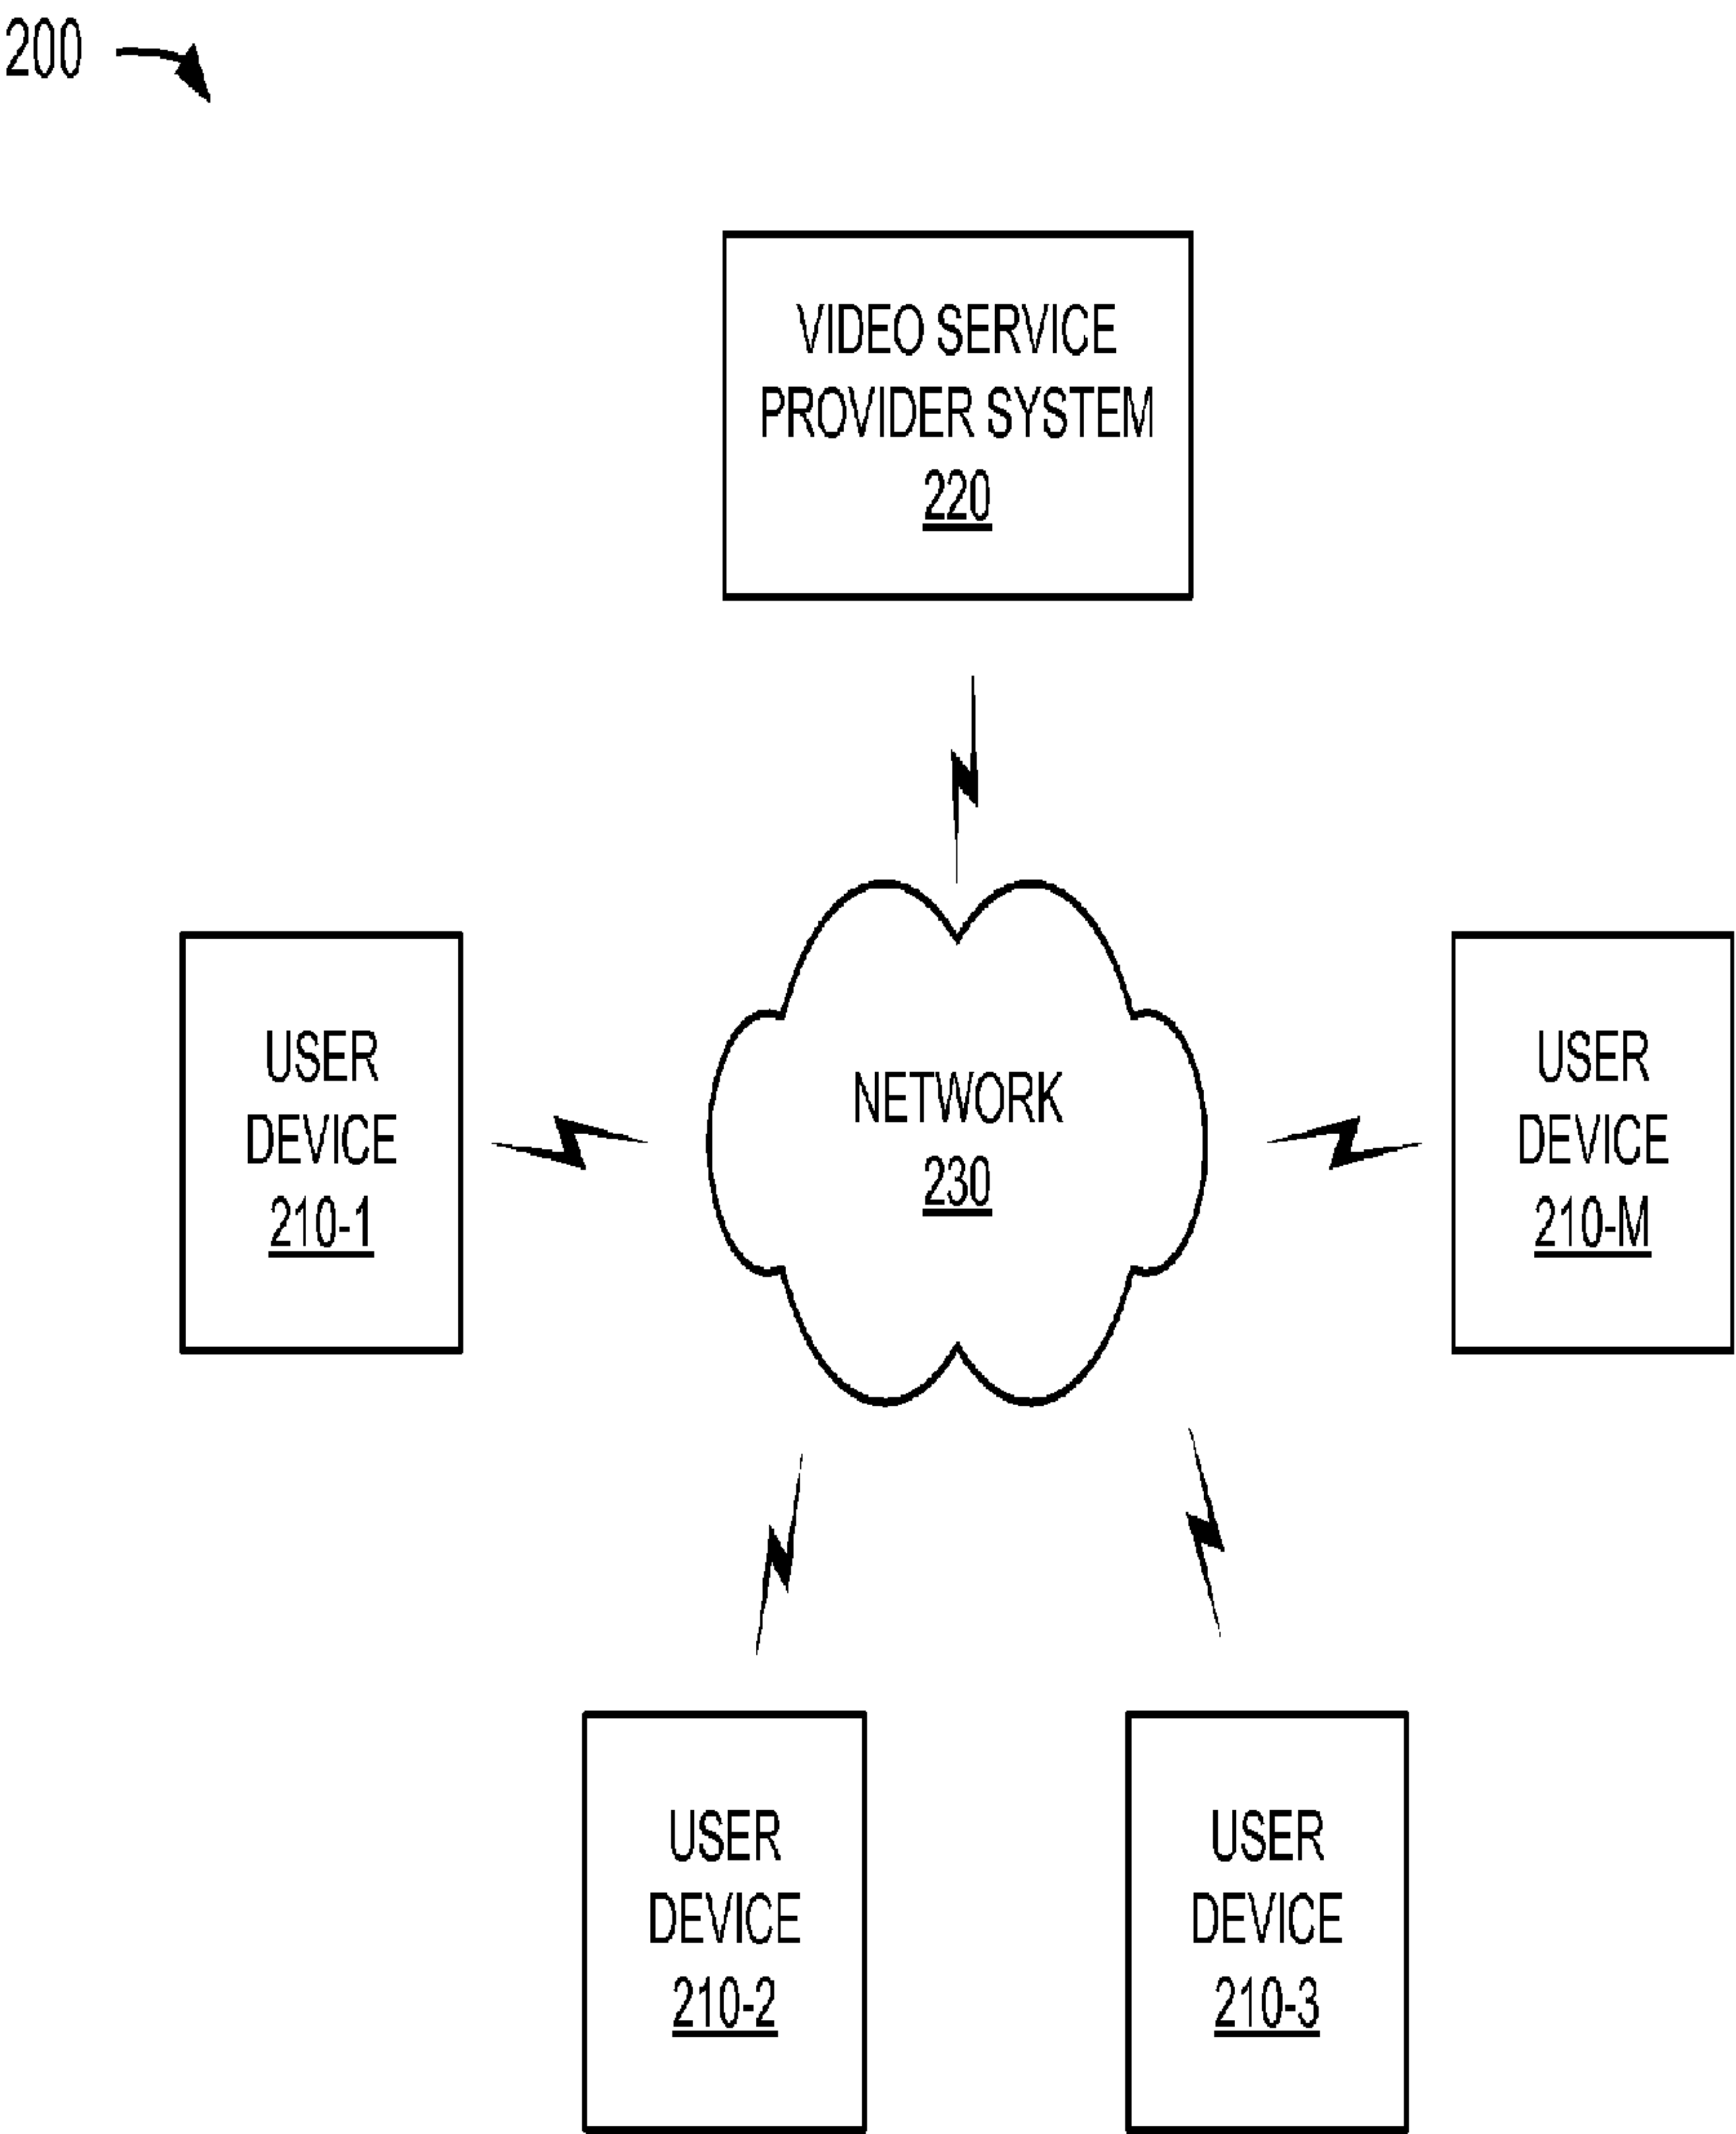 200
VIDEO SERVICE
PROVIDER SYSTEM
220
USER
DEVICE
210-1
NETWORK
230
USER
DEVICE
210-M
USER
DEVICE
210-2
USER
DEVICE
210-3